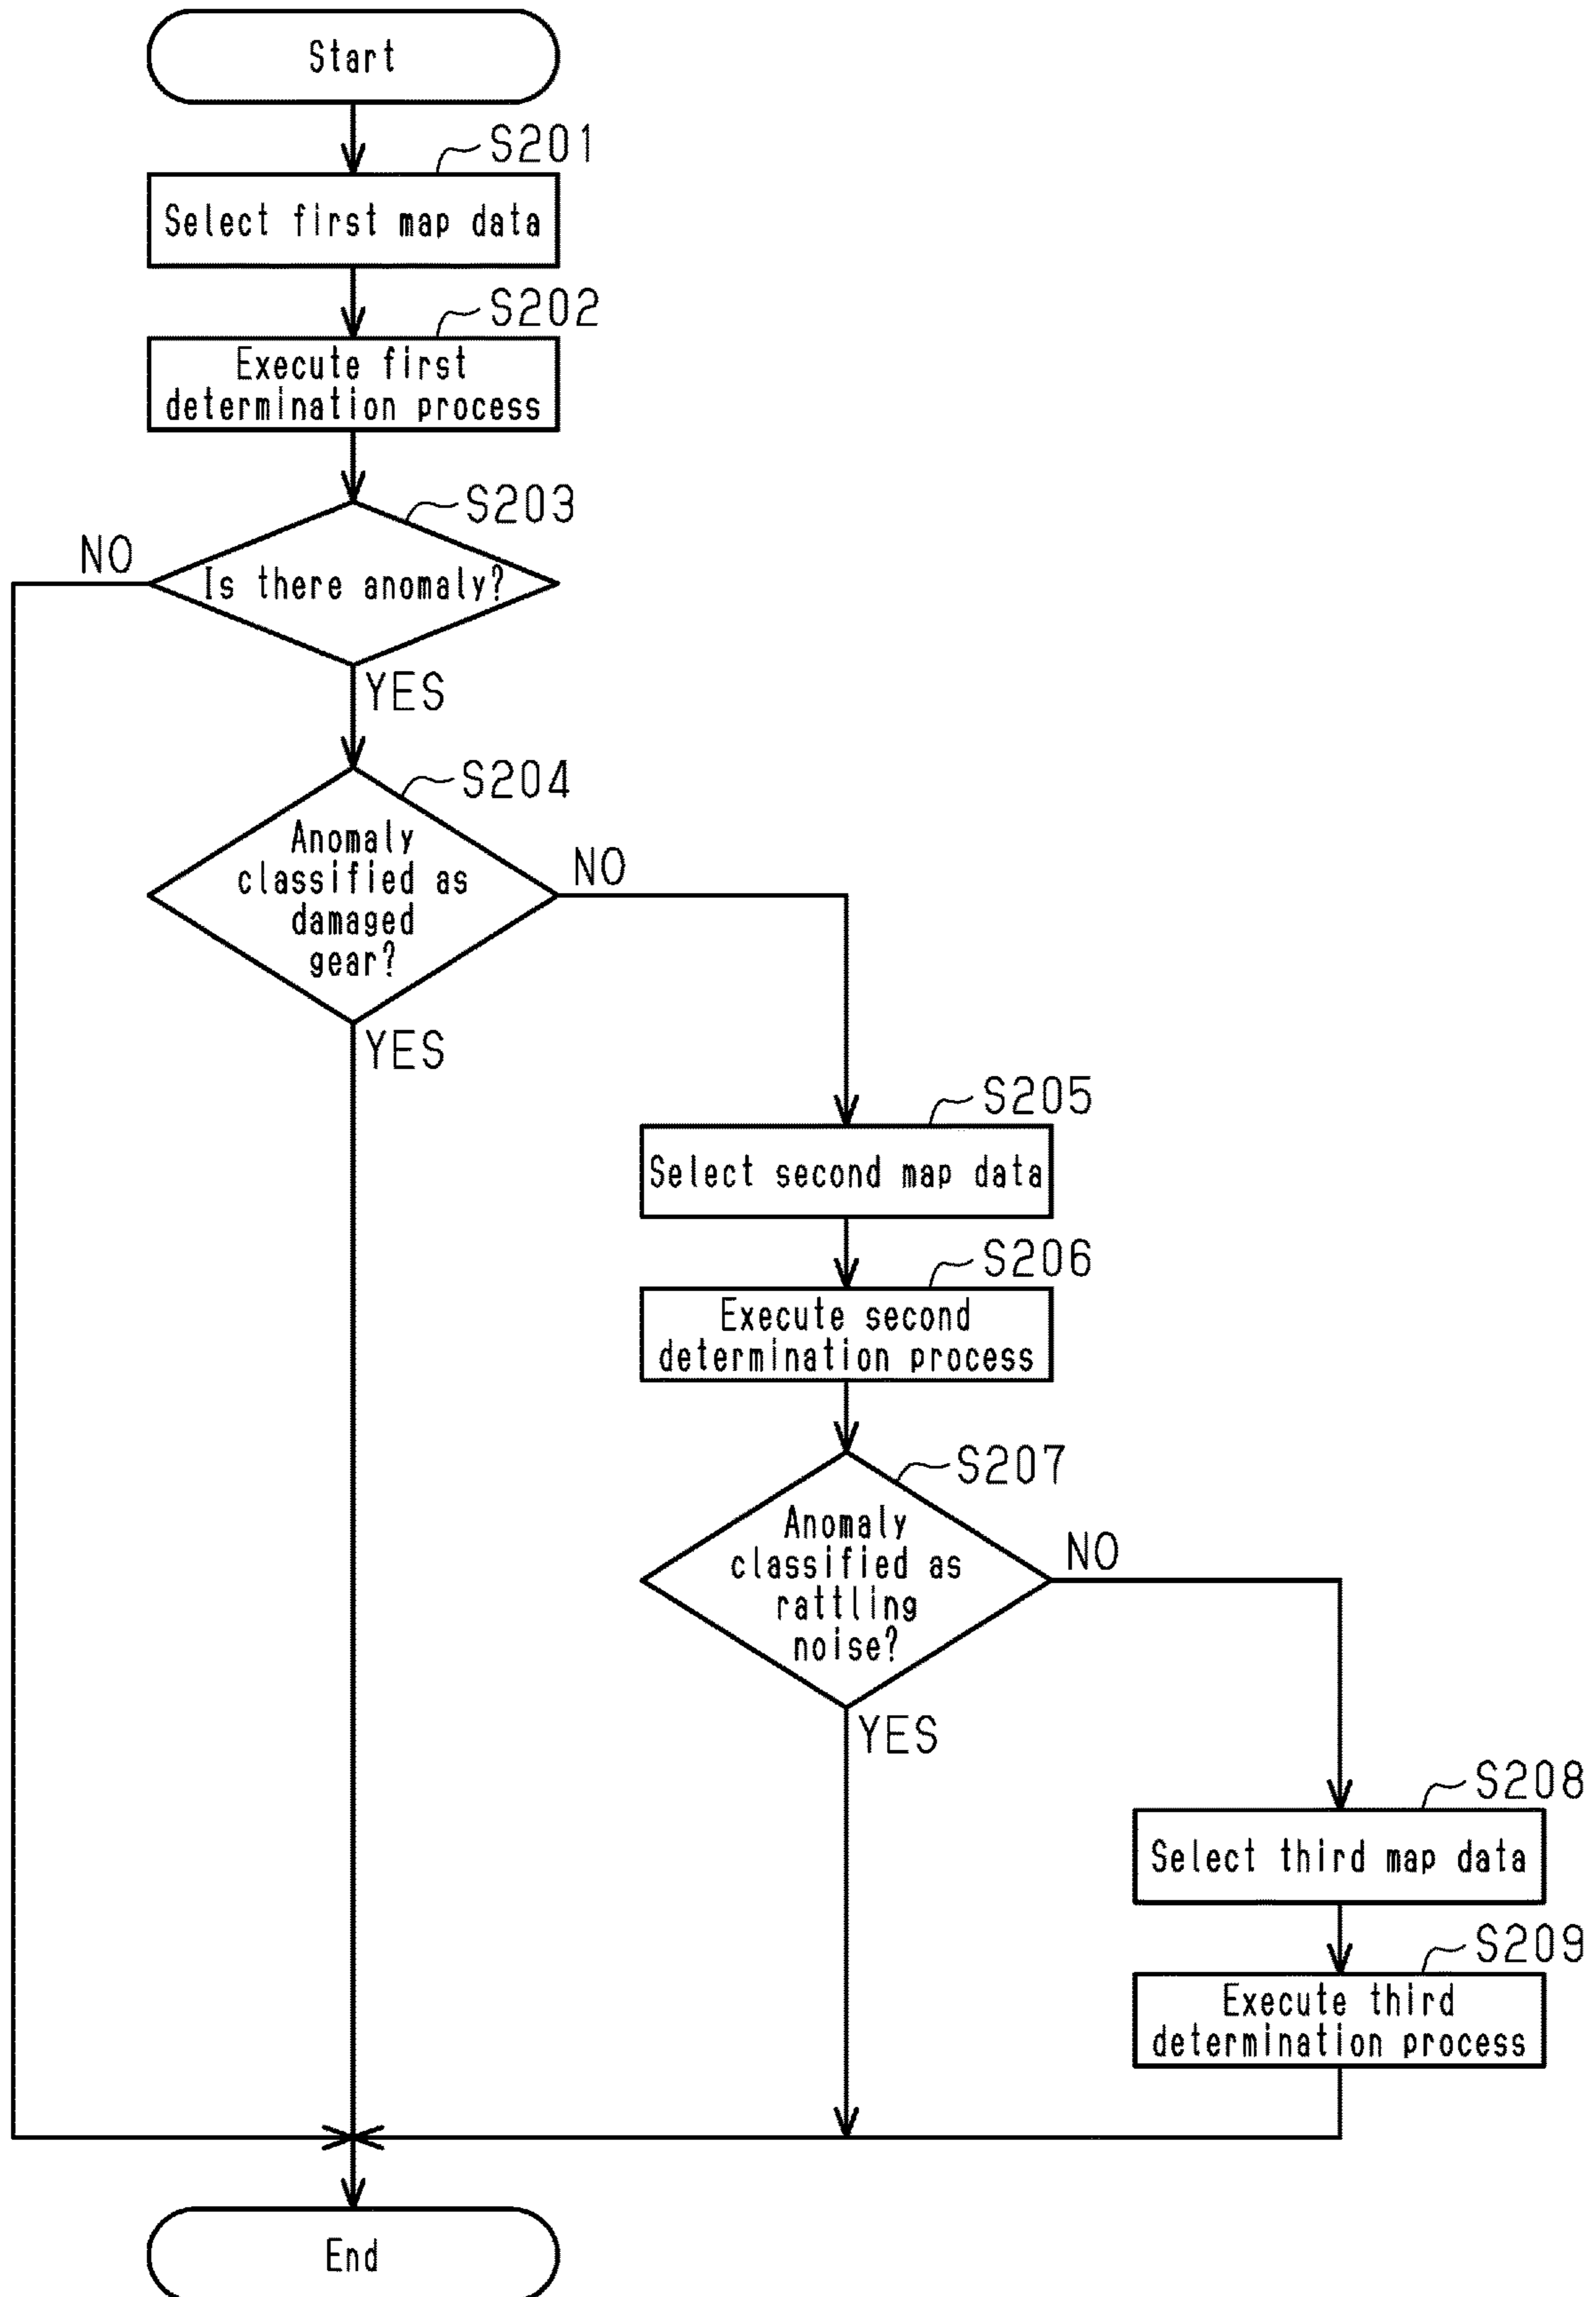 Start
S201
Select first map data
S202
Execute first
determination process
S203
NO
Is there anomaly?
YES
S204
Anomaly
classified as
damaged
gear?
NO
YES
S205
Select second map data
S206
Execute second
determination process
S207
Anomaly
classified as
rattling
noise?
NO
YES
S208
Select third map data
S209
Execute third
determination process
End